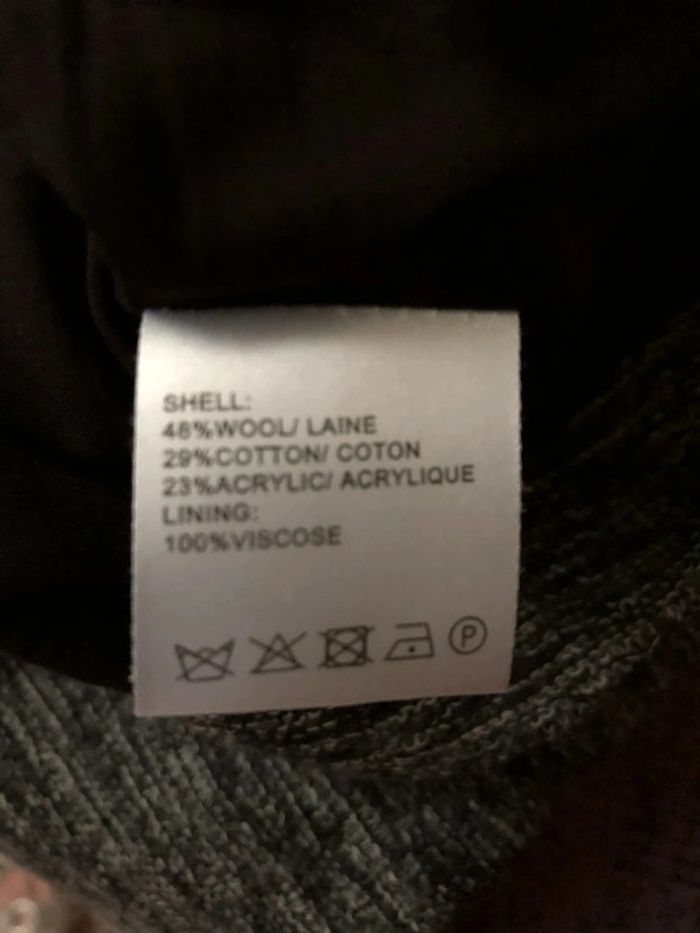 SHELL:
48%WOOL/ LAINE
29%COTTON/ COTON
23%ACRYLIC/ ACRYLIQUE
LINING:
100%VISCOSE
P